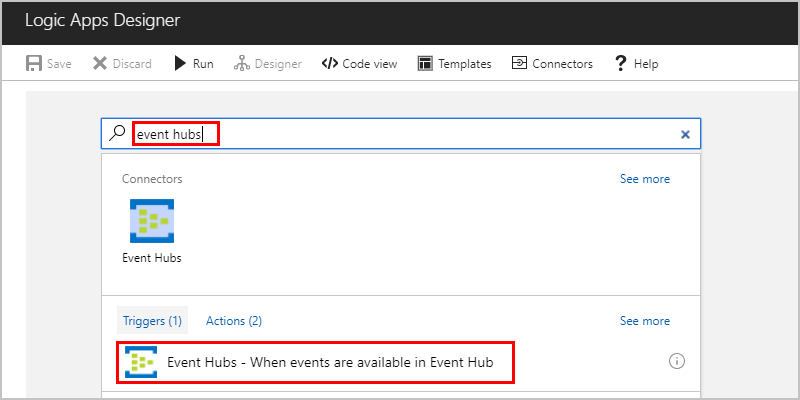 Logic Apps Designer
Save Discard Run Designer Code view Templates Connectors Help
event hubs
Connectors See more
Event Hubs
Triggers (1) Actions (2) See more
Event Hubs - When events are available in Event Hub